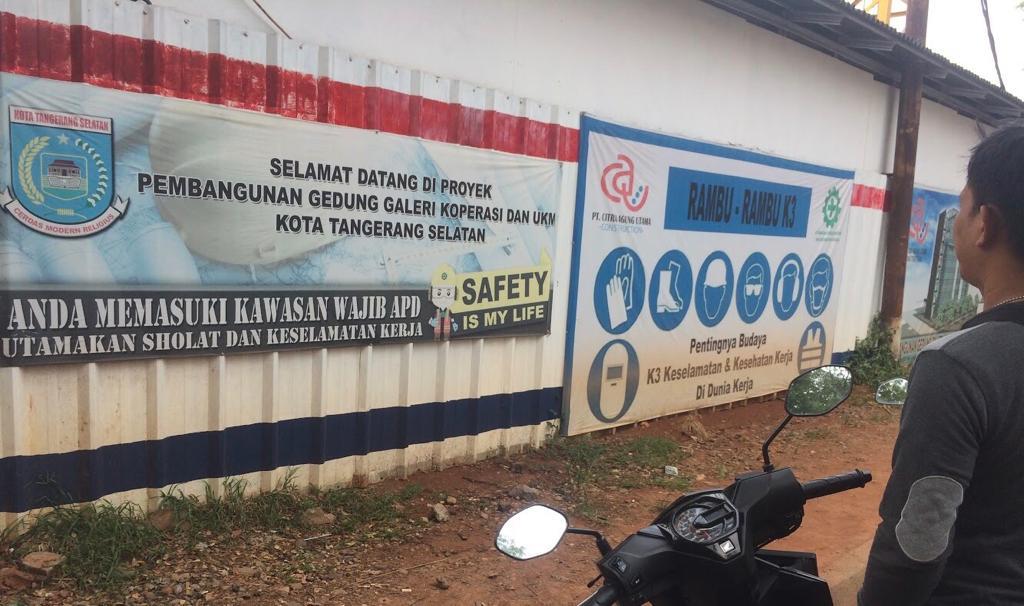 KOTA TANGERANG SELATAN
CERDAS MODERN RELIGIUS
SELAMAT DATANG DI PROYEK
PEMBANGUNAN GEDUNG GALERI KOPERASI DAN UKM
KOTA TANGERANG SELATAN
ANDA MEMASUKI KAWASAN WAJIB APD
UTAMAKAN SHOLAT DAN KESELAMATAN KERJA
SAFETY
IS MY LIFE
PT. CITRA AGUNG UTAMA
CONSTRUCTION
RAMBU - RAMBU K3
Pentingnya Budaya
K3 Keselamatan & Kesehatan Kerja
Di Dunia Kerja